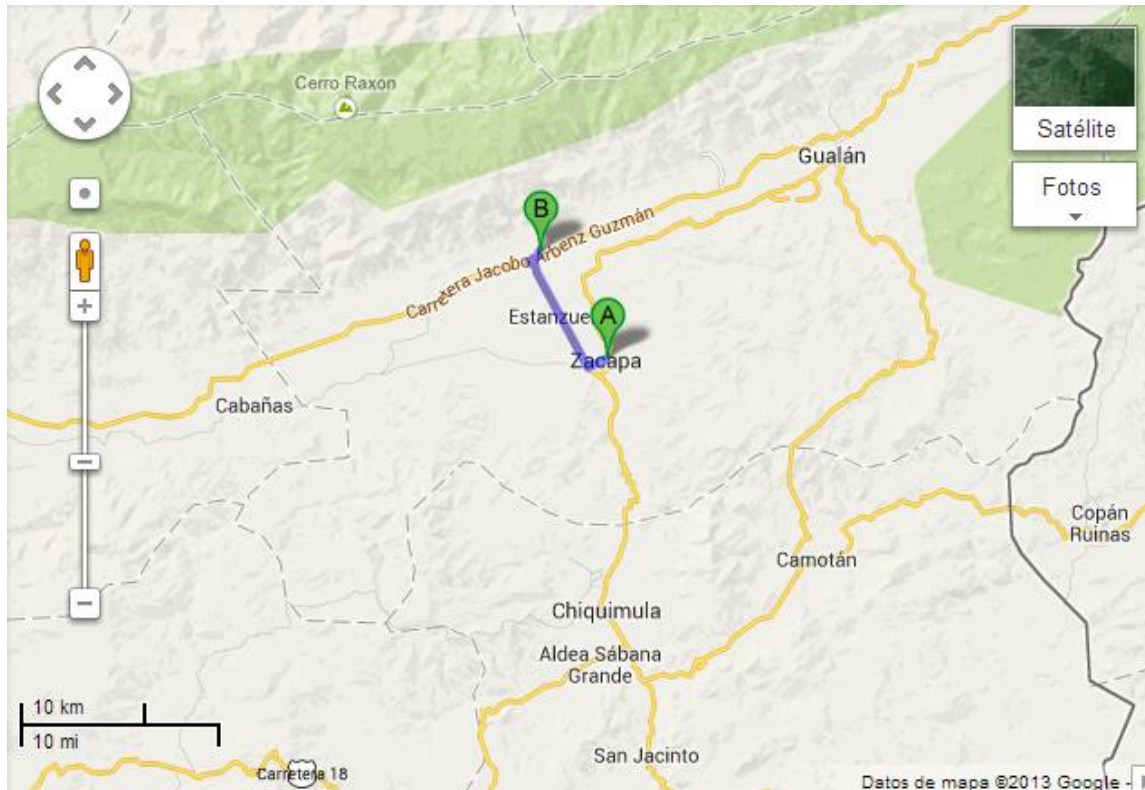 Cerro Raxon
Satélite
Fotos
Gualán
B
Carretera Jacobo Arbenz Guzmán
Estanzue
A
Zacapa
Cabañas
Copán
Ruinas
Camotán
Chiquimula
Aldea Sábana
Grande
10 km
10 mi
San Jacinto
Carretera 18
Datos de mapa ©2013 Google -